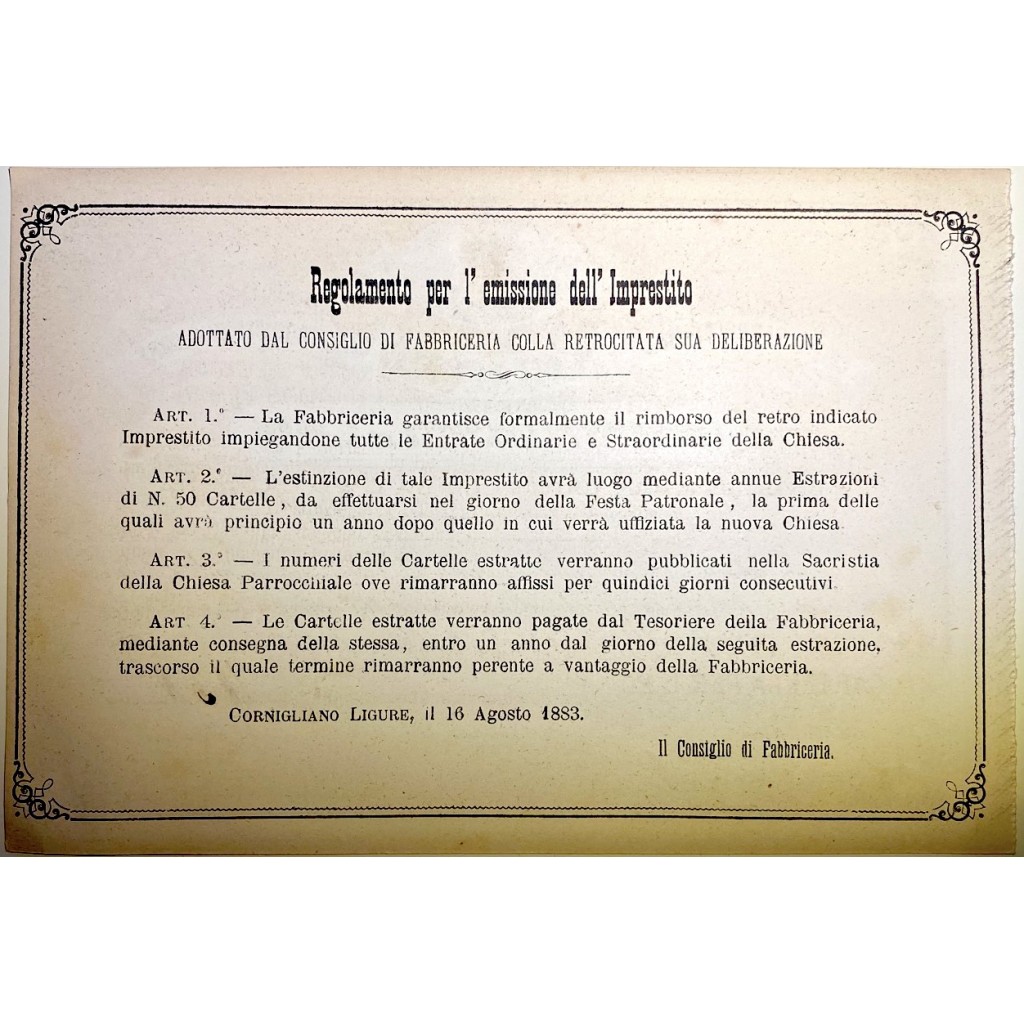 Regolamento per l' emissione dell' Imprestito
ADOTTATO DAL CONSIGLIO DI FABBRICERIA COLLA RETROCITATA SUA DELIBERAZIONE
ART. 1.º — La Fabbriceria garantisce formalmente il rimborso del retro indicato
Imprestito impiegandone tutte le Entrate Ordinarie e Straordinarie della Chiesa.
ART. 2.º — L'estinzione di tale Imprestito avrà luogo mediante annue Estrazioni
di N. 50 Cartelle, da effettuarsi nel giorno della Festa Patronale, la prima delle
quali avrà principio un anno dopo quello in cui verrà uffiziata la nuova Chiesa.
ART. 3.º — I numeri delle Cartelle estratte verranno pubblicati nella Sacristia
della Chiesa Parrocchiale ove rimarranno affissi per quindici giorni consecutivi.
ART 4.º — Le Cartelle estratte verranno pagate dal Tesoriere della Fabbriceria,
mediante consegna della stessa, entro un anno dal giorno della seguita estrazione,
trascorso il quale termine rimarranno perente a vantaggio della Fabbriceria.
CORNIGLIANO LIGURE, il 16 Agosto 1883.
Il Consiglio di Fabbriceria.